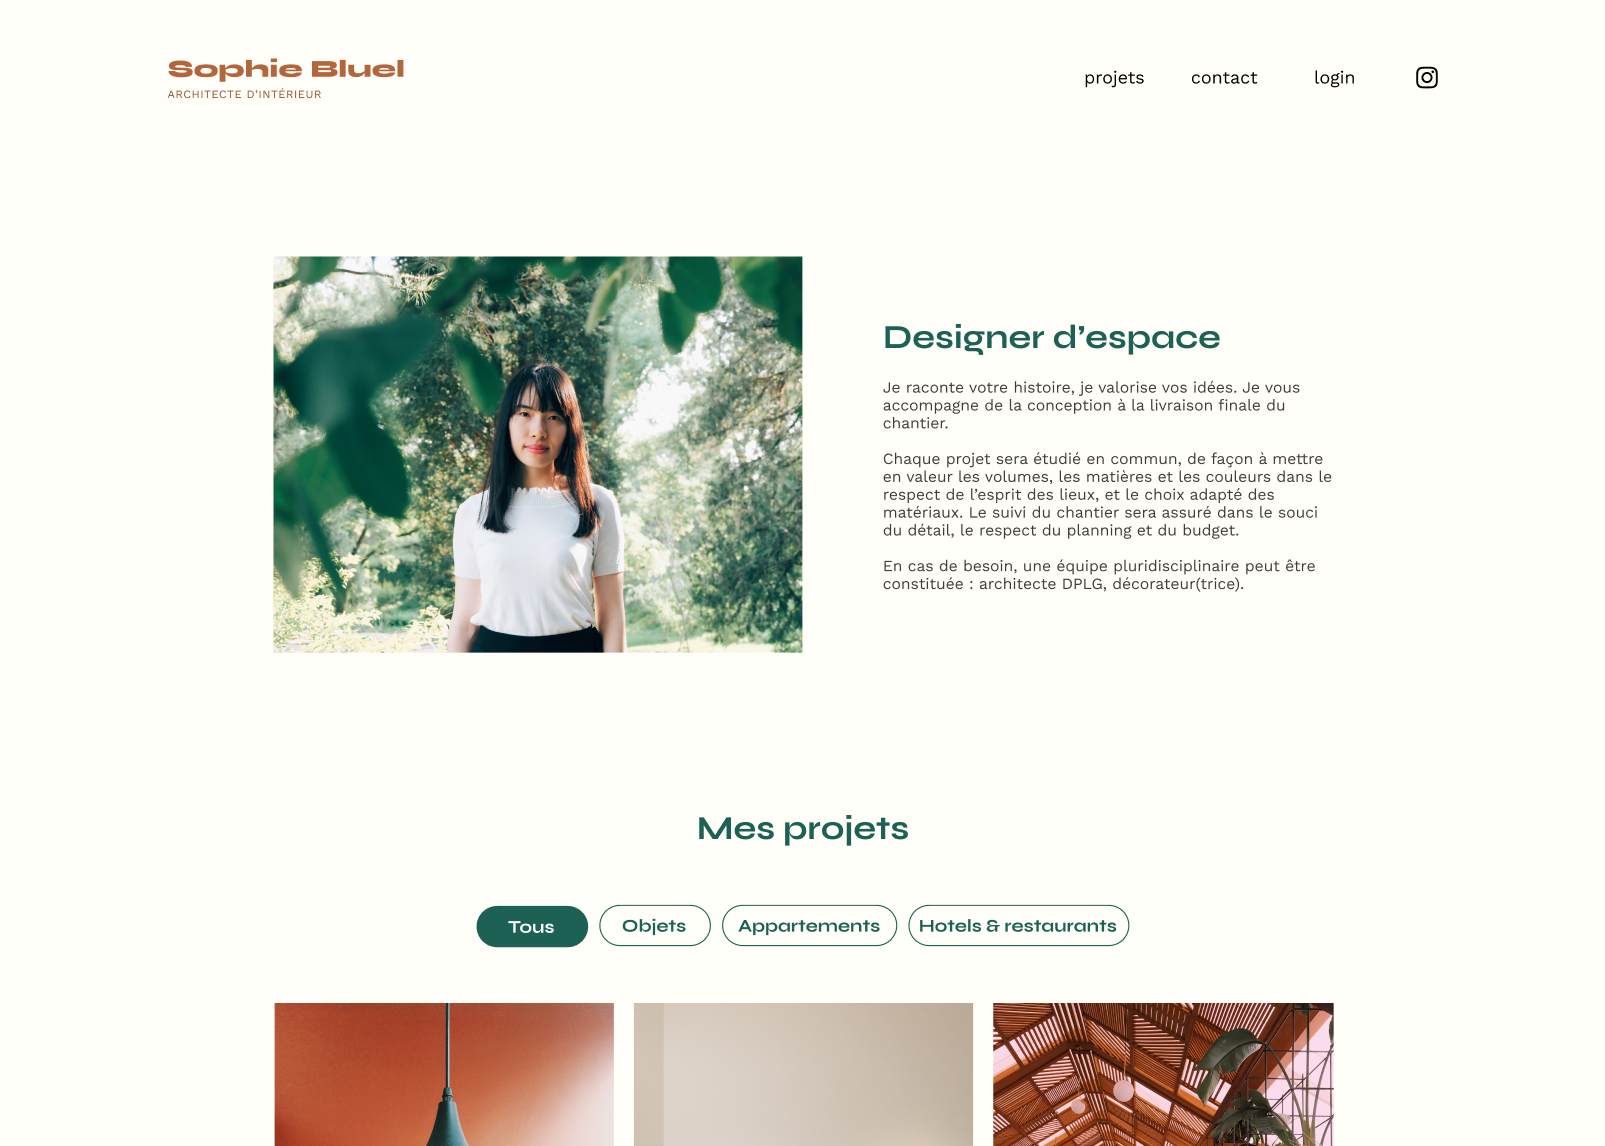 Sophie Bluel
ARCHITECTE D'INTÉRIEUR
projets contact login
Designer d’espace
Je raconte votre histoire, je valorise vos idées. Je vous
accompagne de la conception à la livraison finale du
chantier.
Chaque projet sera étudié en commun, de façon à mettre
en valeur les volumes, les matières et les couleurs dans le
respect de l’esprit des lieux, et le choix adapté des
matériaux. Le suivi du chantier sera assuré dans le souci
du détail, le respect du planning et du budget.
En cas de besoin, une équipe pluridisciplinaire peut être
constituée : architecte DPLG, décorateur(trice).
Mes projets
Tous Objets Appartements Hotels & restaurants